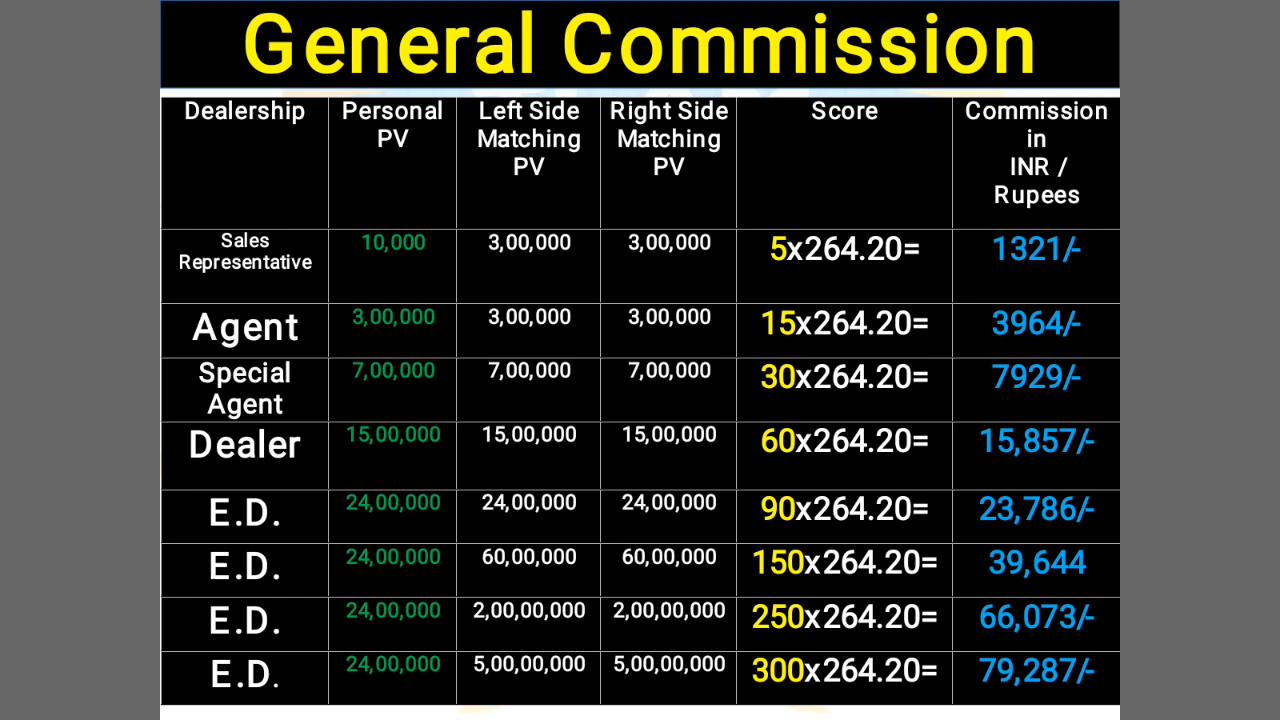 General Commission
Dealership Personal PV Left Side Matching PV Right Side Matching PV Score Commission in INR / Rupees
Sales Representative 10,000 3,00,000 3,00,000 5x264.20= 1321/-
Agent 3,00,000 3,00,000 3,00,000 15x264.20= 3964/-
Special Agent 7,00,000 7,00,000 7,00,000 30x264.20= 7929/-
Dealer 15,00,000 15,00,000 15,00,000 60x264.20= 15,857/-
E.D. 24,00,000 24,00,000 24,00,000 90x264.20= 23,786/-
E.D. 24,00,000 60,00,000 60,00,000 150x264.20= 39,644
E.D. 24,00,000 2,00,00,000 2,00,00,000 250x264.20= 66,073/-
E.D. 24,00,000 5,00,00,000 5,00,00,000 300x264.20= 79,287/-